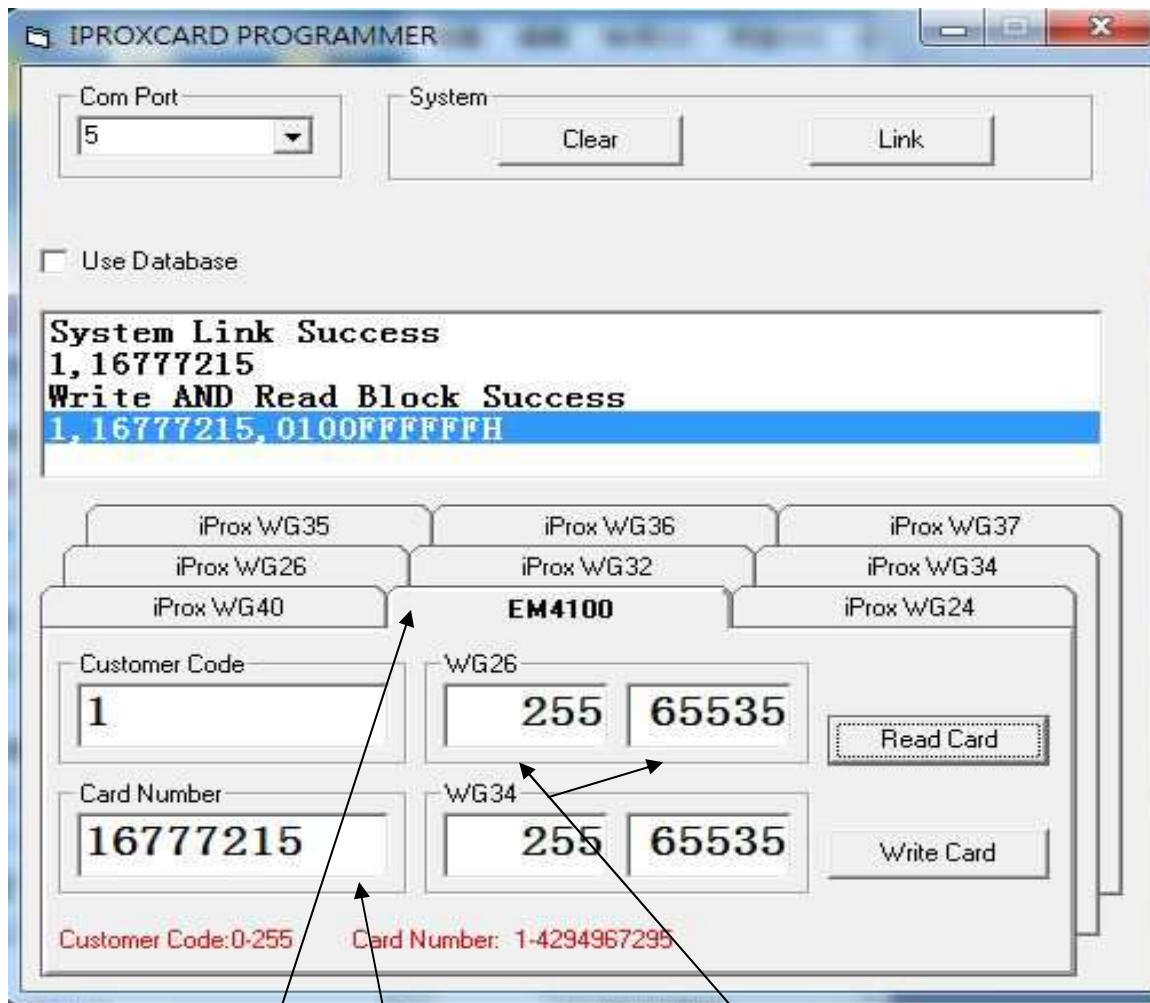 IPROXCARD PROGRAMMER
Com Port
5
System
Clear
Link
Use Database
System Link Success
1,16777215
Write AND Read Block Success
1,16777215,0100FFFFFFH
iProx WG35
iProx WG36
iProx WG37
iProx WG26
iProx WG32
iProx WG34
iProx WG40
EM4100
iProx WG24
Customer Code
1
WG26
255
65535
Read Card
Card Number
16777215
WG34
255
65535
Write Card
Customer Code:0-255 Card Number: 1-4294967295